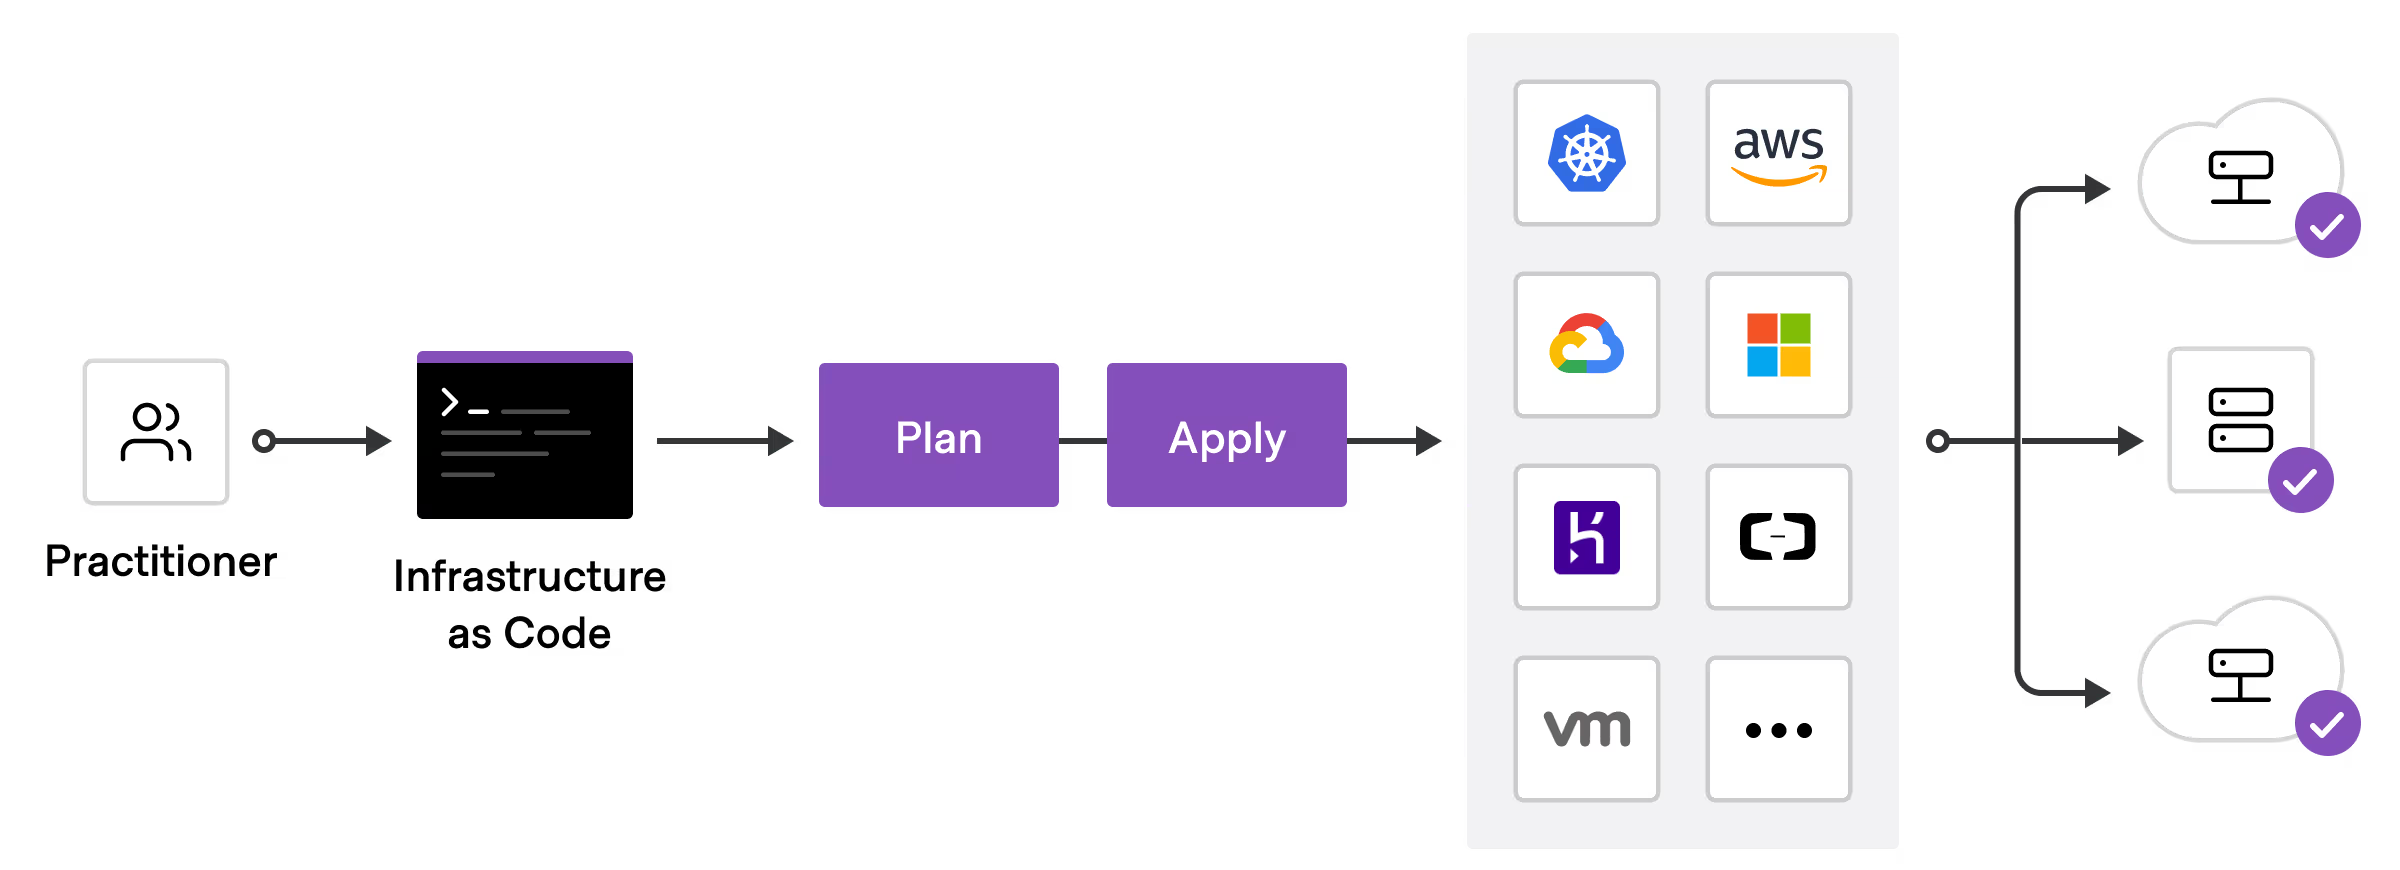 Practitioner
Infrastructure
as Code
Plan
Apply
aws
vm